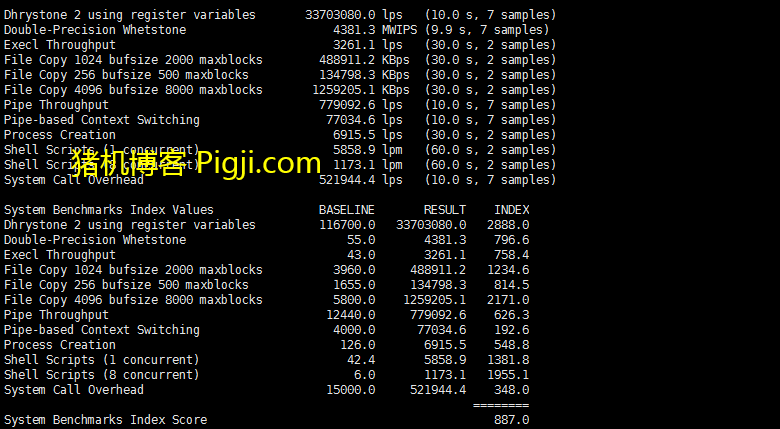 Dhrystone 2 using register variables 33703080.0 lps (10.0 s, 7 samples)
Double-Precision Whetstone 4381.3 MWIPS (9.9 s, 7 samples)
Execl Throughput 3261.1 lps (30.0 s, 2 samples)
File Copy 1024 bufsize 2000 maxblocks 488911.2 KBps (30.0 s, 2 samples)
File Copy 256 bufsize 500 maxblocks 134798.3 KBps (30.0 s, 2 samples)
File Copy 4096 bufsize 8000 maxblocks 1259205.1 KBps (30.0 s, 2 samples)
Pipe Throughput 779092.6 lps (10.0 s, 7 samples)
Pipe-based Context Switching 77034.6 lps (10.0 s, 7 samples)
Process Creation 6915.5 lps (30.0 s, 2 samples)
Shell Scripts (1 concurrent) 5858.9 lpm (60.0 s, 2 samples)
猪机博客 Pigji.com
Shell Scripts (8 concurrent) 1173.1 lpm (60.0 s, 2 samples)
System Call Overhead 521944.4 lps (10.0 s, 7 samples)
System Benchmarks Index Values BASELINE RESULT INDEX
Dhrystone 2 using register variables 116700.0 33703080.0 2888.0
Double-Precision Whetstone 55.0 4381.3 796.6
Execl Throughput 43.0 3261.1 758.4
File Copy 1024 bufsize 2000 maxblocks 3960.0 488911.2 1234.6
File Copy 256 bufsize 500 maxblocks 1655.0 134798.3 814.5
File Copy 4096 bufsize 8000 maxblocks 5800.0 1259205.1 2171.0
Pipe Throughput 12440.0 779092.6 626.3
Pipe-based Context Switching 4000.0 77034.6 192.6
Process Creation 126.0 6915.5 548.8
Shell Scripts (1 concurrent) 42.4 5858.9 1381.8
Shell Scripts (8 concurrent) 6.0 1173.1 1955.1
System Call Overhead 15000.0 521944.4 348.0
========
System Benchmarks Index Score 887.0